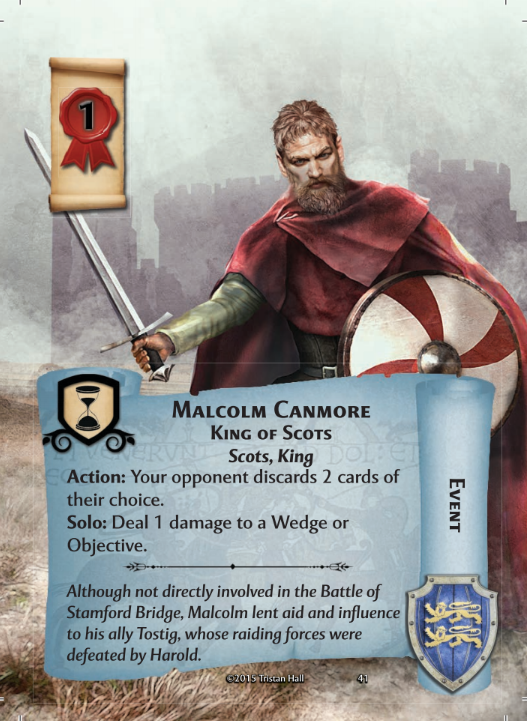 1
Malcolm Canmore
King of Scots
Scots, King
Action: Your opponent discards 2 cards of
their choice.
Solo: Deal 1 damage to a Wedge or
Objective.
Event
Although not directly involved in the Battle of
Stamford Bridge, Malcolm lent aid and influence
to his ally Tostig, whose raiding forces were
defeated by Harold.
©2015 Tristan Hall
41